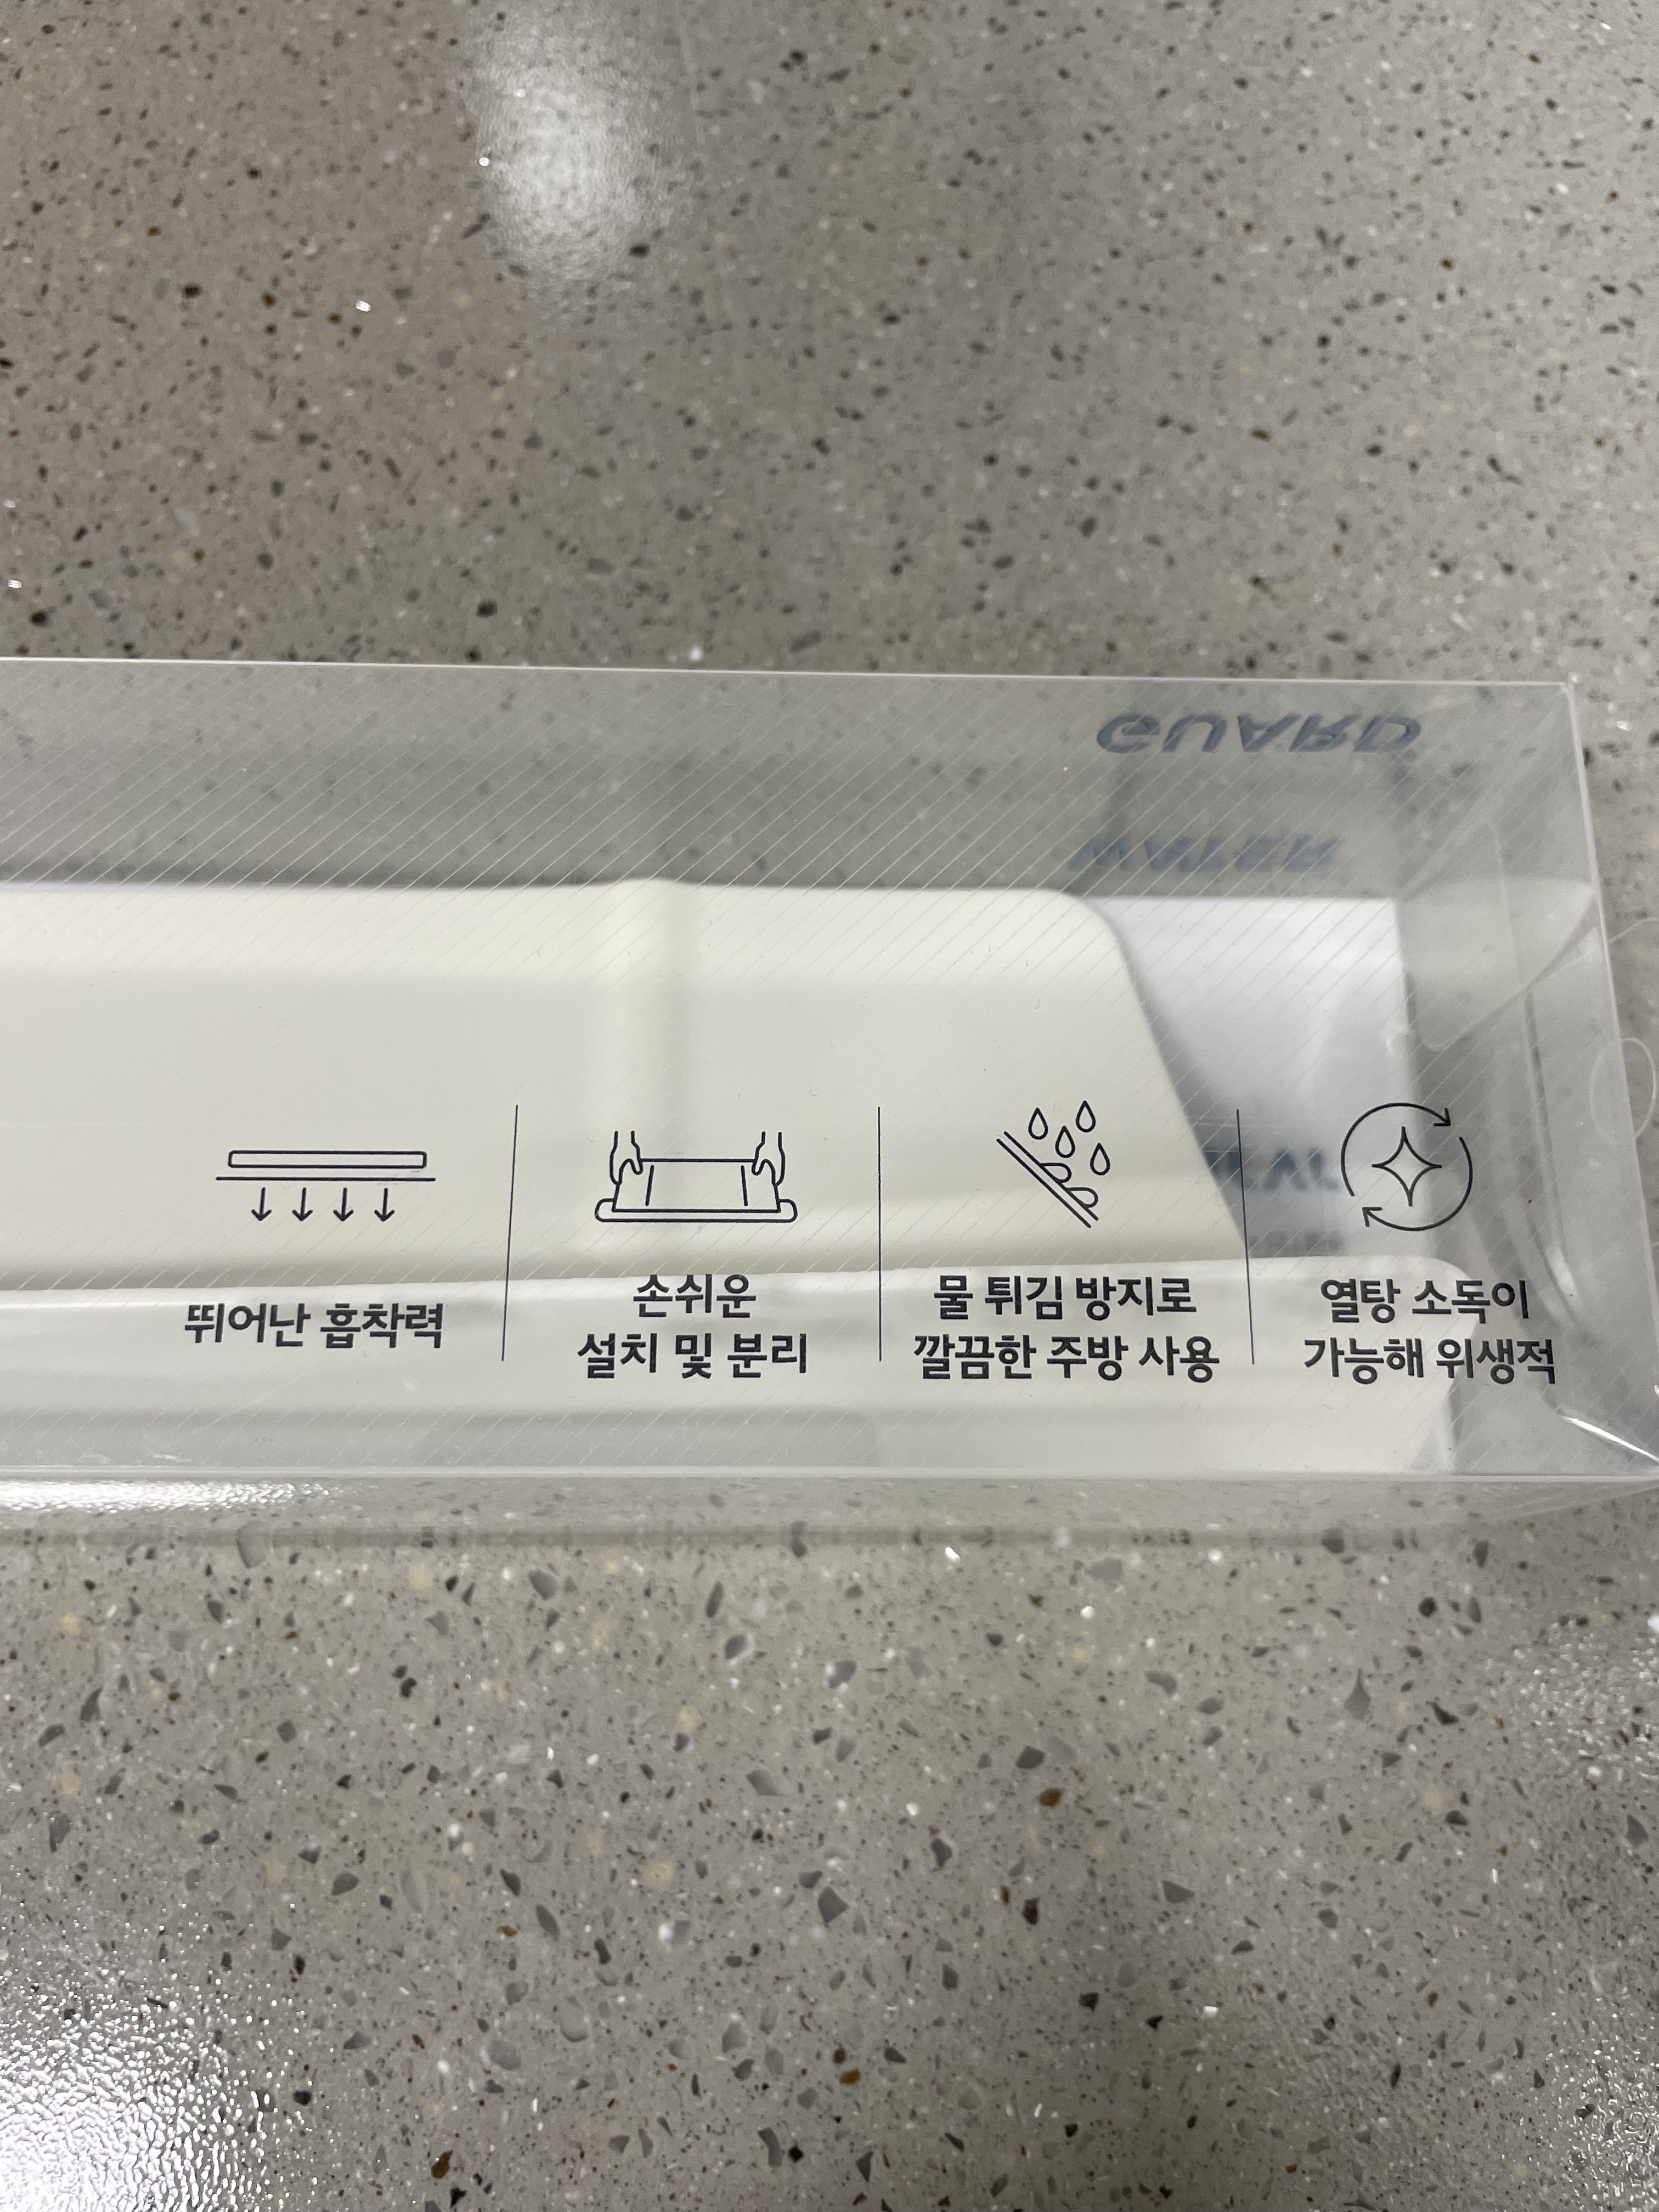 GUARD
WATER
뛰어난 흡착력
손쉬운
설치 및 분리
물 튀김 방지로
깔끔한 주방 사용
열탕 소독이
가능해 위생적